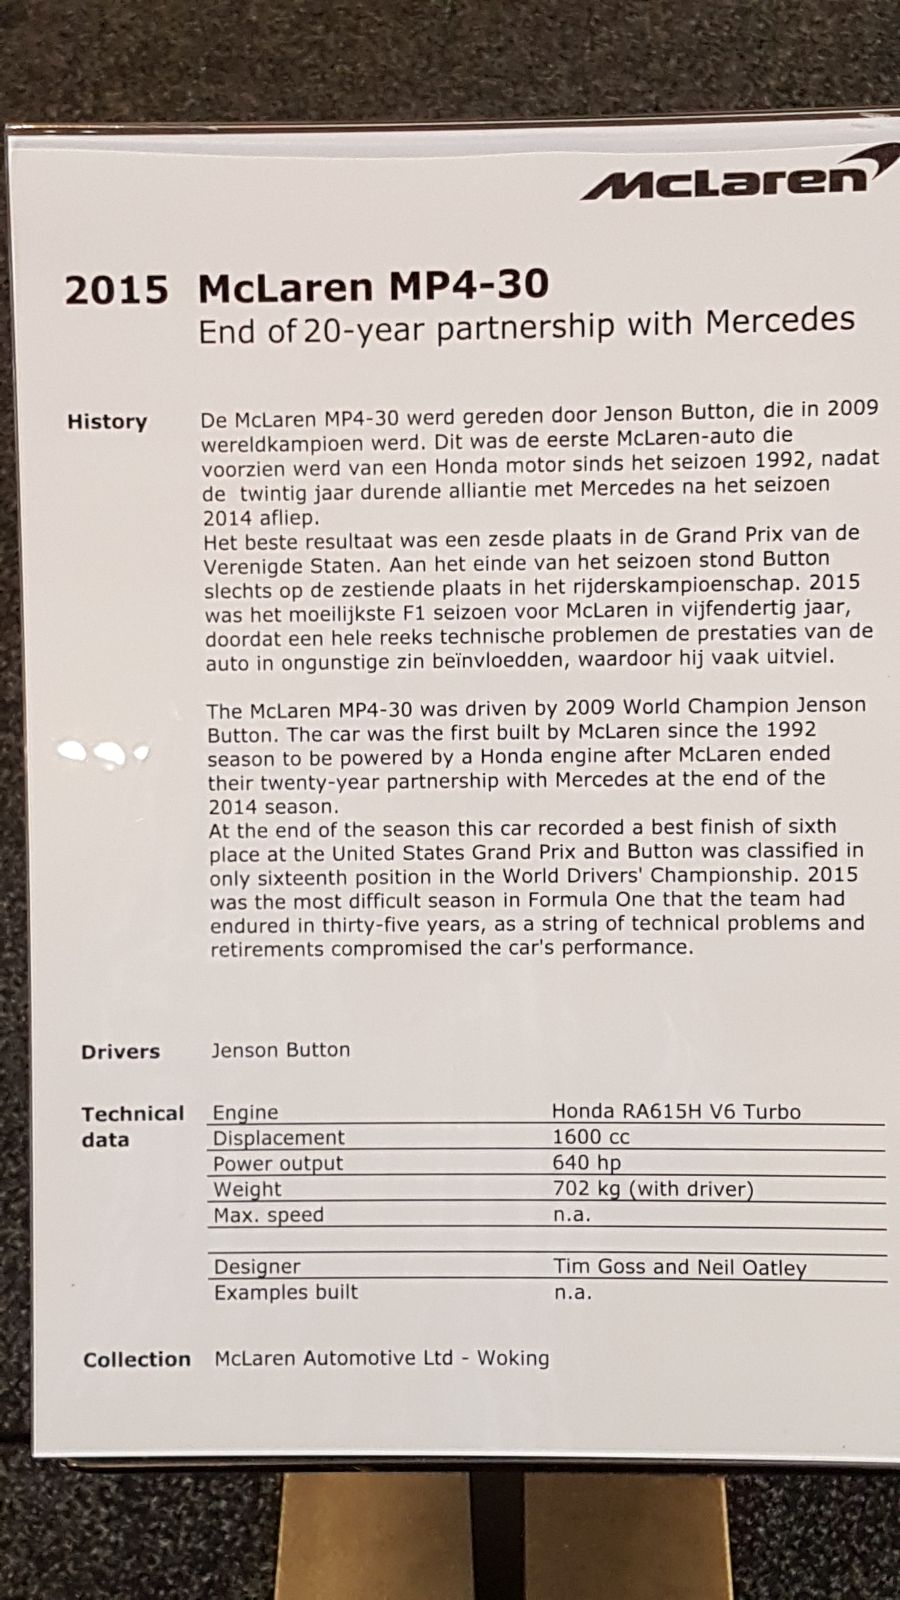 McLaren
2015 McLaren MP4-30
End of 20-year partnership with Mercedes
History
De McLaren MP4-30 werd gereden door Jenson Button, die in 2009
wereldkampioen werd. Dit was de eerste McLaren-auto die
voorzien werd van een Honda motor sinds het seizoen 1992, nadat
de twintig jaar durende alliantie met Mercedes na het seizoen
2014 afliep.
Het beste resultaat was een zesde plaats in de Grand Prix van de
Verenigde Staten. Aan het einde van het seizoen stond Button
slechts op de zestiende plaats in het rijderskampioenschap. 2015
was het moeilijkste F1 seizoen voor McLaren in vijfendertig jaar,
doordat een hele reeks technische problemen de prestaties van de
auto in ongunstige zin beïnvloedden, waardoor hij vaak uitviel.
The McLaren MP4-30 was driven by 2009 World Champion Jenson
Button. The car was the first built by McLaren since the 1992
season to be powered by a Honda engine after McLaren ended
their twenty-year partnership with Mercedes at the end of the
2014 season.
At the end of the season this car recorded a best finish of sixth
place at the United States Grand Prix and Button was classified in
only sixteenth position in the World Drivers' Championship. 2015
was the most difficult season in Formula One that the team had
endured in thirty-five years, as a string of technical problems and
retirements compromised the car's performance.
Drivers Jenson Button
Technical data
Engine Honda RA615H V6 Turbo
Displacement 1600 cc
Power output 640 hp
Weight 702 kg (with driver)
Max. speed n.a.
Designer Tim Goss and Neil Oatley
Examples built n.a.
Collection McLaren Automotive Ltd - Woking